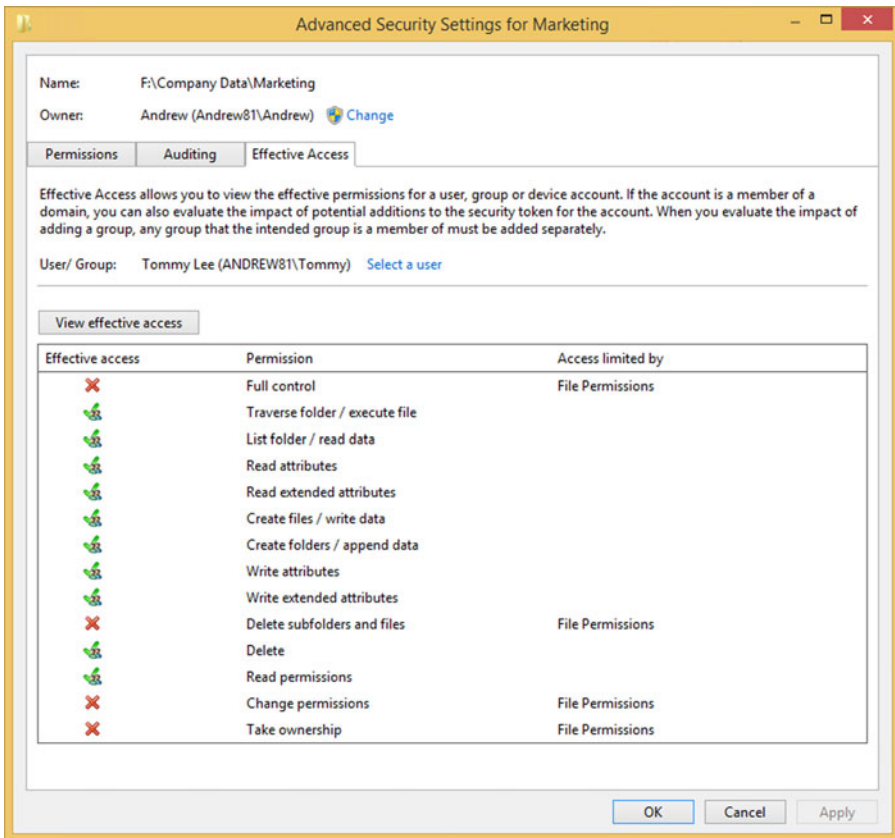 Advanced Security Settings for Marketing
Name: F:\Company Data\Marketing
Owner: Andrew (Andrew81\Andrew) Change
Permissions Auditing Effective Access
Effective Access allows you to view the effective permissions for a user, group or device account. If the account is a member of a
domain, you can also evaluate the impact of potential additions to the security token for the account. When you evaluate the impact of
adding a group, any group that the intended group is a member of must be added separately.
User/ Group: Tommy Lee (ANDREW81\Tommy) Select a user
View effective access
Effective access Permission Access limited by
Full control File Permissions
Traverse folder / execute file
List folder / read data
Read attributes
Read extended attributes
Create files / write data
Create folders / append data
Write attributes
Write extended attributes
Delete subfolders and files File Permissions
Delete
Read permissions
Change permissions File Permissions
Take ownership File Permissions
OK Cancel Apply